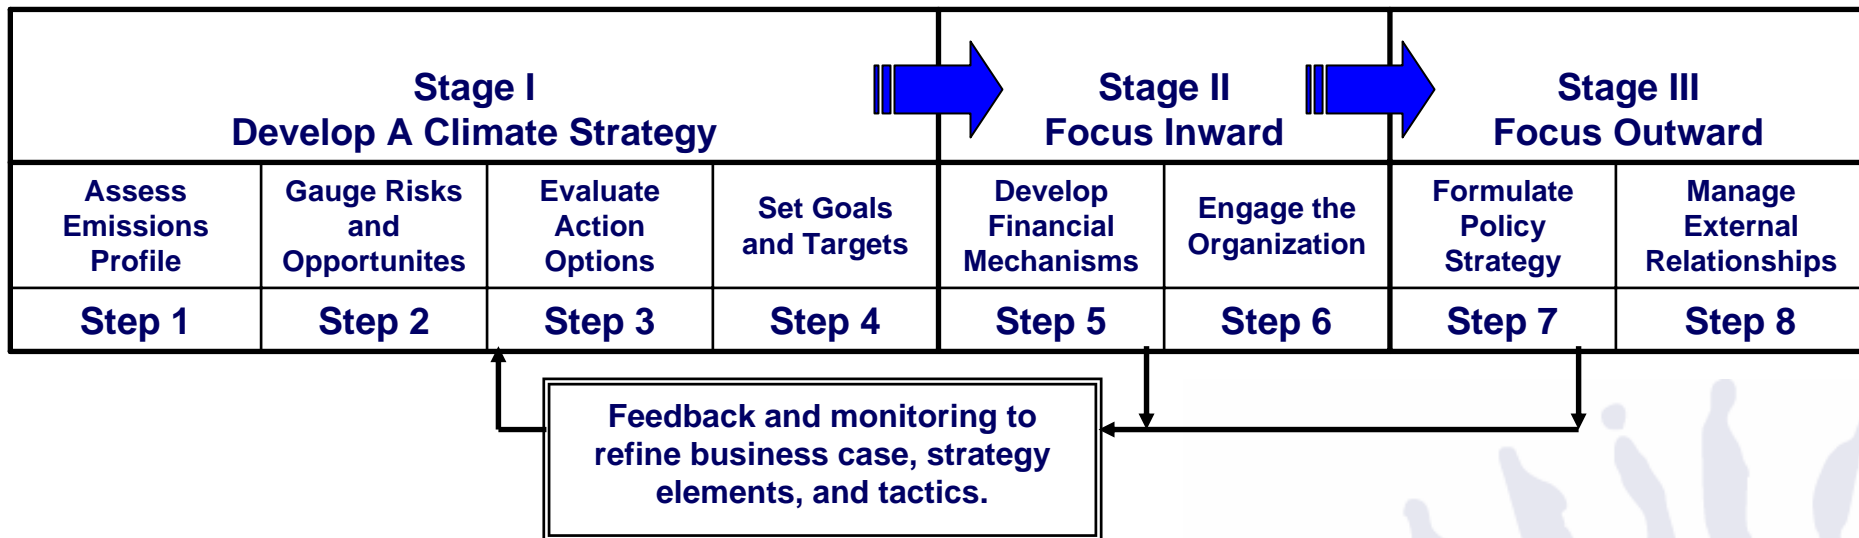 Stage I
Develop A Climate Strategy
Stage II
Focus Inward
Stage III
Focus Outward
Assess
Emissions
Profile
Gauge Risks
and
Opportunites
Evaluate
Action
Options
Set Goals
and Targets
Develop
Financial
Mechanisms
Engage the
Organization
Formulate
Policy
Strategy
Manage
External
Relationships
Step 1
Step 2
Step 3
Step 4
Step 5
Step 6
Step 7
Step 8
Feedback and monitoring to
refine business case, strategy
elements, and tactics.